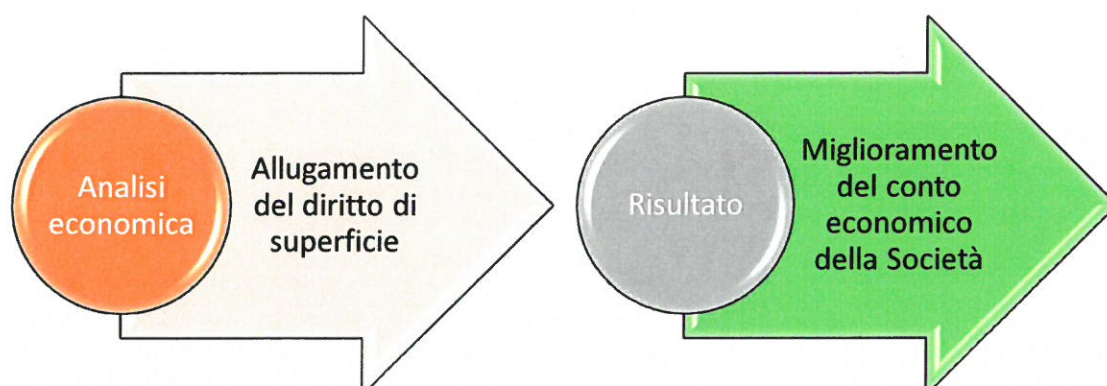 Analisi
economica
Allugamento
del diritto di
superficie
Risultato
Miglioramento
del conto
economico
della Società